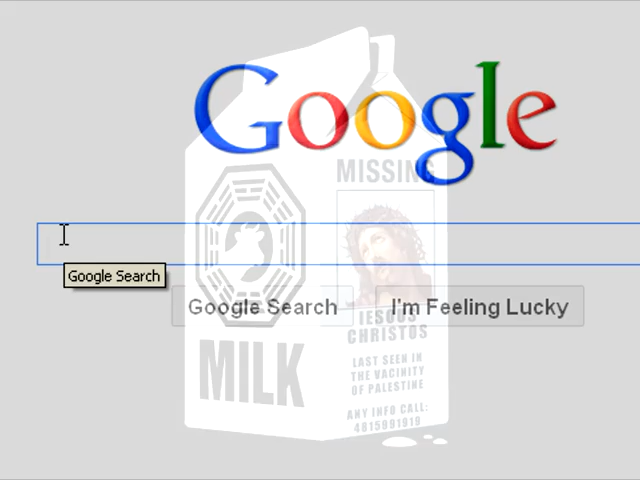 Google
MISSING
Google Search
Google Search
I'm Feeling Lucky
IESOUS
CHRISTOS
MILK
LAST SEEN IN
THE VACINITY
OF PALESTINE
ANY INFO CALL:
4815991919